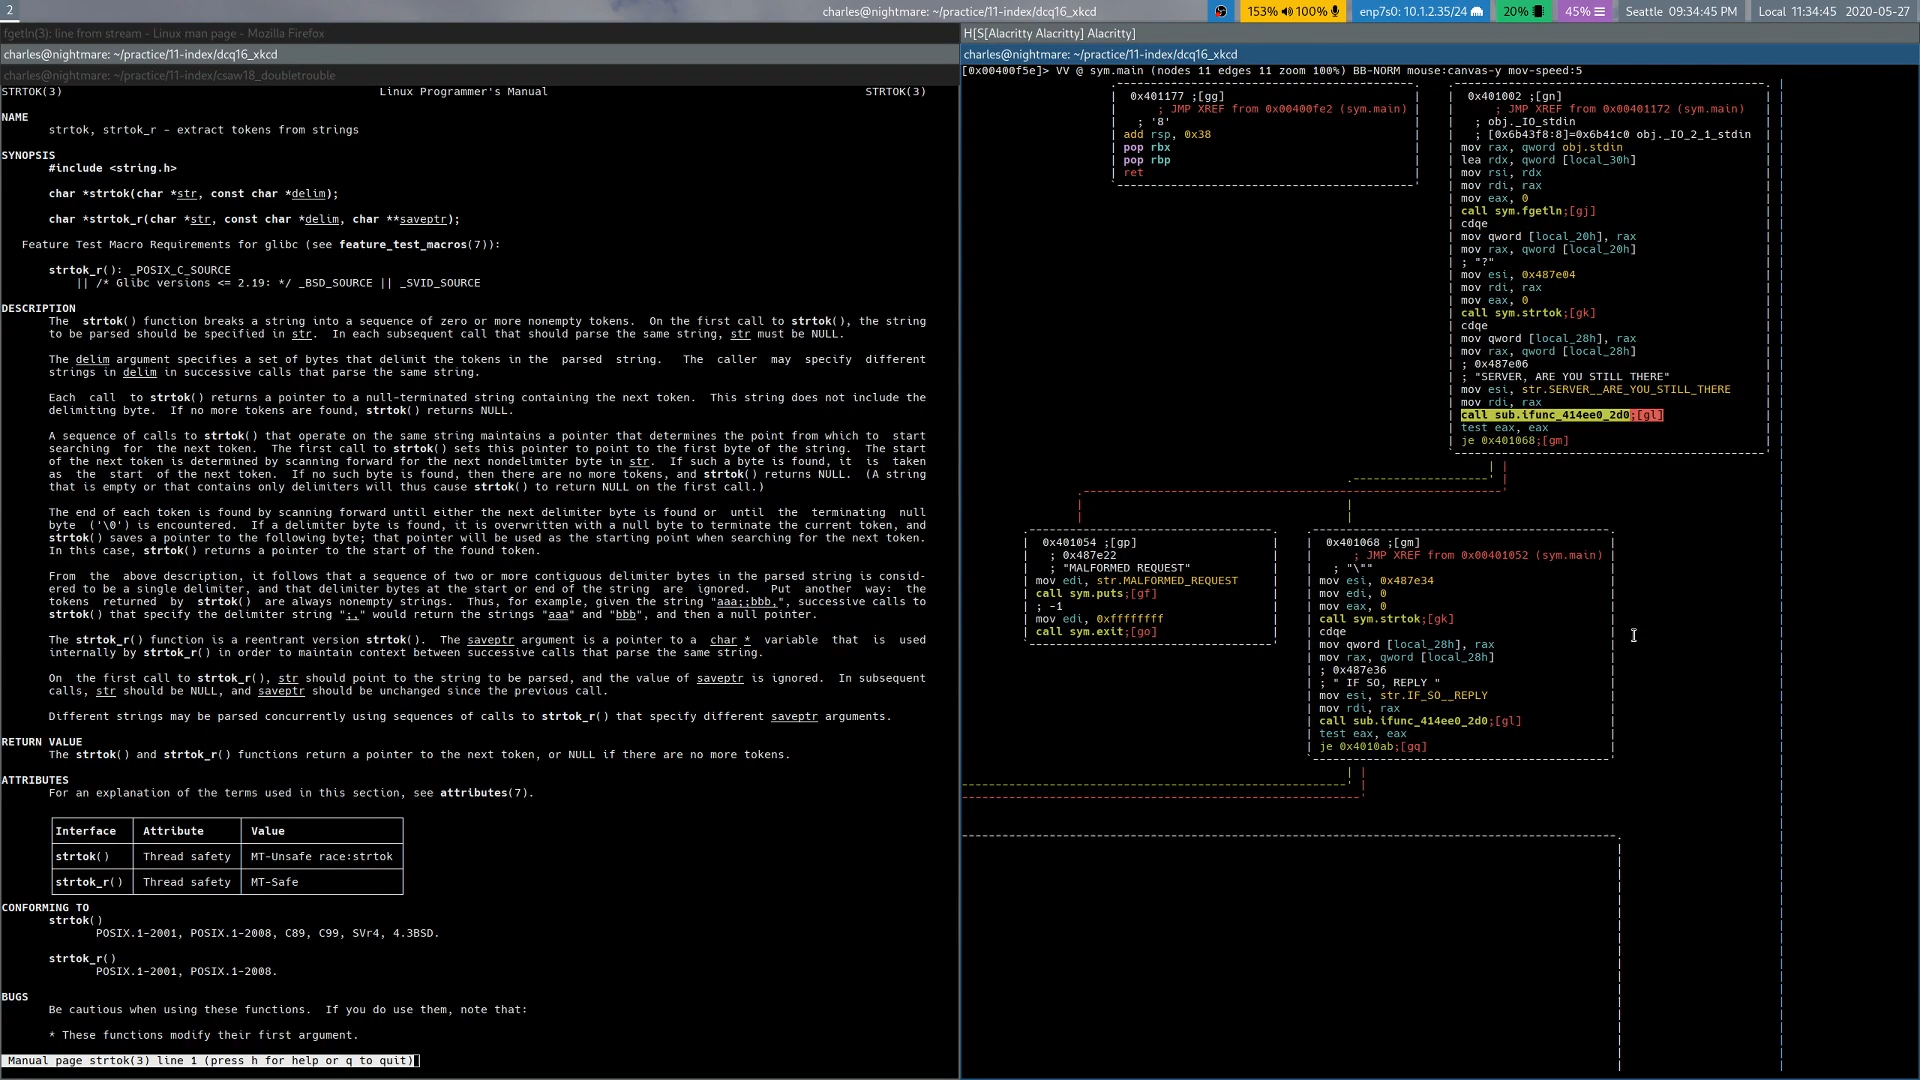 2
charles@nightmare: ~/practice/11-index/dcq16_xkcd
153% 100%
enp7s0: 10.1.2.35/24
20%
45%
Seattle 09:34:45 PM
Local 11:34:45 2020-05-27
fgetln(3): line from stream - Linux man page - Mozilla Firefox
charles@nightmare: ~/practice/11-index/dcq16_xkcd
charles@nightmare: ~/practice/11-index/csaw18_doubletrouble
STRTOK(3) Linux Programmer's Manual STRTOK(3)
NAME
strtok, strtok_r - extract tokens from strings
SYNOPSIS
#include <string.h>
char *strtok(char *str, const char *delim);
char *strtok_r(char *str, const char *delim, char **saveptr);
Feature Test Macro Requirements for glibc (see feature_test_macros(7)):
strtok_r(): _POSIX_C_SOURCE
|| /* Glibc versions <= 2.19: */ _BSD_SOURCE || _SVID_SOURCE
DESCRIPTION
The strtok() function breaks a string into a sequence of zero or more nonempty tokens. On the first call to strtok(), the string
to be parsed should be specified in str. In each subsequent call that should parse the same string, str must be NULL.
The delim argument specifies a set of bytes that delimit the tokens in the parsed string. The caller may specify different
strings in delim in successive calls that parse the same string.
Each call to strtok() returns a pointer to a null-terminated string containing the next token. This string does not include the
delimiting byte. If no more tokens are found, strtok() returns NULL.
A sequence of calls to strtok() that operate on the same string maintains a pointer that determines the point from which to start
searching for the next token. The first call to strtok() sets this pointer to point to the first byte of the string. The start
of the next token is determined by scanning forward for the next nondelimiter byte in str. If such a byte is found, it is taken
as the start of the next token. If no such byte is found, then there are no more tokens, and strtok() returns NULL. (A string
that is empty or that contains only delimiters will thus cause strtok() to return NULL on the first call.)
The end of each token is found by scanning forward until either the next delimiter byte is found or until the terminating null
byte ('\0') is encountered. If a delimiter byte is found, it is overwritten with a null byte to terminate the current token, and
strtok() saves a pointer to the following byte; that pointer will be used as the starting point when searching for the next token.
In this case, strtok() returns a pointer to the start of the found token.
From the above description, it follows that a sequence of two or more contiguous delimiter bytes in the parsed string is consid-
ered to be a single delimiter, and that delimiter bytes at the start or end of the string are ignored. Put another way: the
tokens returned by strtok() are always nonempty strings. Thus, for example, given the string "aaa;;bbb,", successive calls to
strtok() that specify the delimiter string ";," would return the strings "aaa" and "bbb", and then a null pointer.
The strtok_r() function is a reentrant version strtok(). The saveptr argument is a pointer to a char * variable that is used
internally by strtok_r() in order to maintain context between successive calls that parse the same string.
On the first call to strtok_r(), str should point to the string to be parsed, and the value of saveptr is ignored. In subsequent
calls, str should be NULL, and saveptr should be unchanged since the previous call.
Different strings may be parsed concurrently using sequences of calls to strtok_r() that specify different saveptr arguments.
RETURN VALUE
The strtok() and strtok_r() functions return a pointer to the next token, or NULL if there are no more tokens.
ATTRIBUTES
For an explanation of the terms used in this section, see attributes(7).
Interface Attribute Value
strtok() Thread safety MT-Unsafe race:strtok
strtok_r() Thread safety MT-Safe
CONFORMING TO
strtok()
POSIX.1-2001, POSIX.1-2008, C89, C99, SVr4, 4.3BSD.
strtok_r()
POSIX.1-2001, POSIX.1-2008.
BUGS
Be cautious when using these functions. If you do use them, note that:
* These functions modify their first argument.
Manual page strtok(3) line 1 (press h for help or q to quit)
H[S[Alacritty Alacritty] Alacritty]
charles@nightmare: ~/practice/11-index/dcq16_xkcd
[0x00400f5e]> VV @ sym.main (nodes 11 edges 11 zoom 100%) BB-NORM mouse:canvas-y mov-speed:5
0x401177 ;[gg]
; JMP XREF from 0x00400fe2 (sym.main)
; '8'
add rsp, 0x38
pop rbx
pop rbp
ret
0x401002 ;[gn]
; JMP XREF from 0x00401172 (sym.main)
; obj._IO_stdin
; [0x6b43f8:8]=0x6b41c0 obj._IO_2_1_stdin
mov rax, qword obj.stdin
lea rdx, qword [local_30h]
mov rsi, rdx
mov rdi, rax
mov eax, 0
call sym.fgetln;[gj]
cdqe
mov qword [local_20h], rax
mov rax, qword [local_20h]
; "?"
mov esi, 0x487e04
mov rdi, rax
mov eax, 0
call sym.strtok;[gk]
cdqe
mov qword [local_28h], rax
mov rax, qword [local_28h]
; 0x487e06
; "SERVER, ARE YOU STILL THERE"
mov esi, str.SERVER__ARE_YOU_STILL_THERE
mov rdi, rax
call sub.ifunc_414ee0_2d0;[gl]
test eax, eax
je 0x401068;[gm]
0x401054 ;[gp]
; 0x487e22
; "MALFORMED REQUEST"
mov edi, str.MALFORMED_REQUEST
call sym.puts;[gf]
; -1
mov edi, 0xffffffff
call sym.exit;[go]
0x401068 ;[gm]
; JMP XREF from 0x00401052 (sym.main)
; "\""
mov esi, 0x487e34
mov edi, 0
mov eax, 0
call sym.strtok;[gk]
cdqe
mov qword [local_28h], rax
mov rax, qword [local_28h]
; 0x487e36
; " IF SO, REPLY "
mov esi, str.IF_SO__REPLY
mov rdi, rax
call sub.ifunc_414ee0_2d0;[gl]
test eax, eax
je 0x4010ab;[gq]